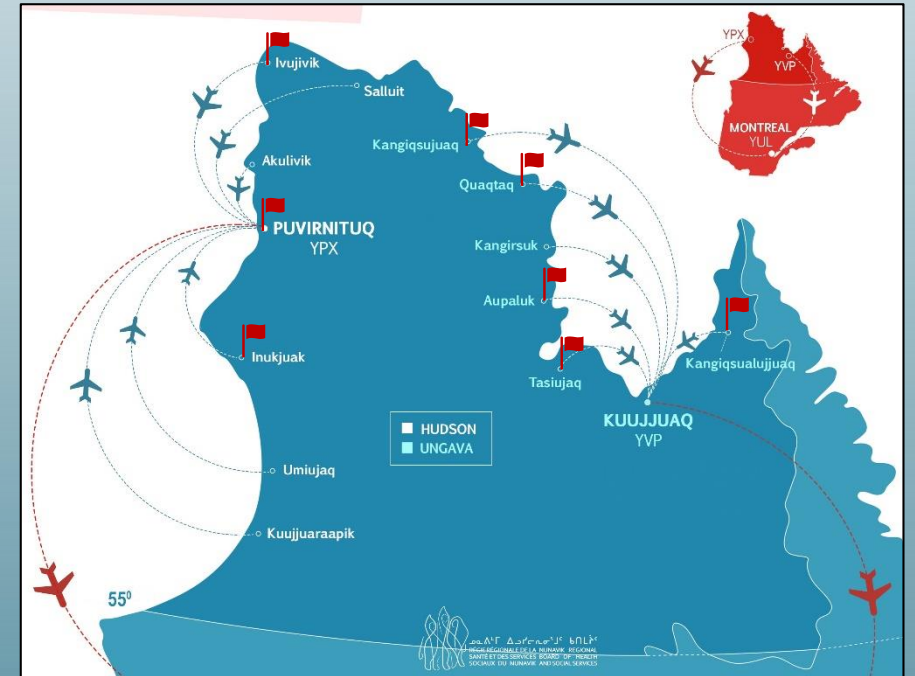 Ivujivik
Salluit
Akulivik
PUVIRNITUQ
YPX
Inukjuak
Umiujaq
Kuujjuaraapik
55⁰
Kangiqsujuaq
Quaqtaq
Kangirsuk
Aupaluk
Tasiujaq
Kangiqsualujjuaq
KUUJJUAQ
YVP
HUDSON
UNGAVA
YPX
YVP
MONTREAL
YUL
RÉGIE RÉGIONALE DE LA
SANTÉ ET DES SERVICES
SOCIAUX DU NUNAVIK
NUNAVIK REGIONAL
BOARD OF HEALTH
AND SOCIAL SERVICES